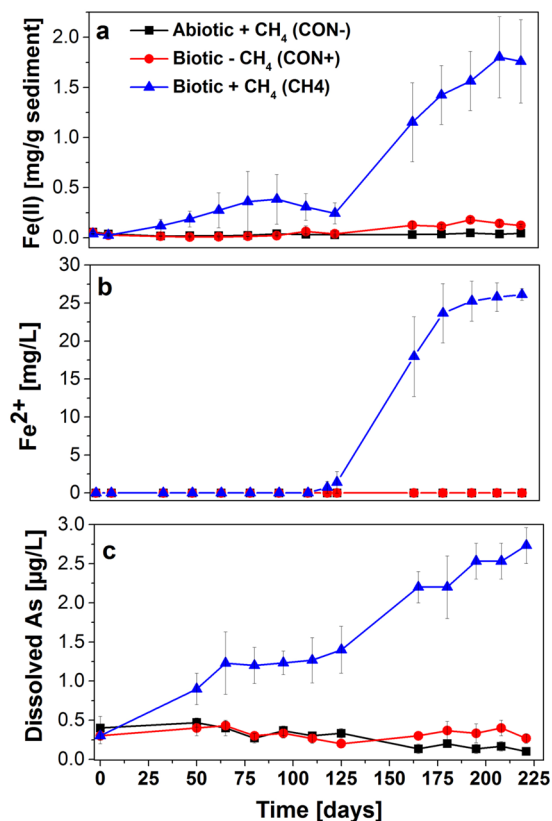 a
Abiotic + CH₄ (CON-)
Biotic - CH₄ (CON+)
Biotic + CH₄ (CH4)
Fe(II) [mg/g sediment]
2.0
1.5
1.0
0.5
0.0
b
Fe²⁺ [mg/L]
30
25
20
15
10
5
0
c
Dissolved As [µg/L]
3.0
2.5
2.0
1.5
1.0
0.5
0.0
0 25 50 75 100 125 150 175 200 225
Time [days]